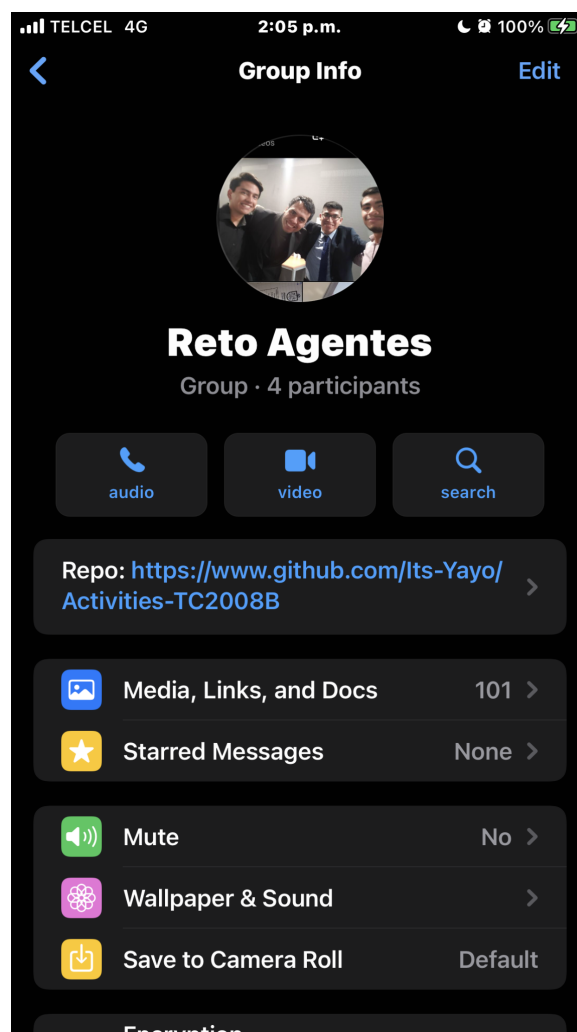 TELCEL 4G 2:05 p.m. 100%
Group Info Edit
Reto Agentes
Group · 4 participants
audio video search
Repo: https://www.github.com/Its-Yayo/
Activities-TC2008B
Media, Links, and Docs 101
Starred Messages None
Mute No
Wallpaper & Sound
Save to Camera Roll Default
Encryption